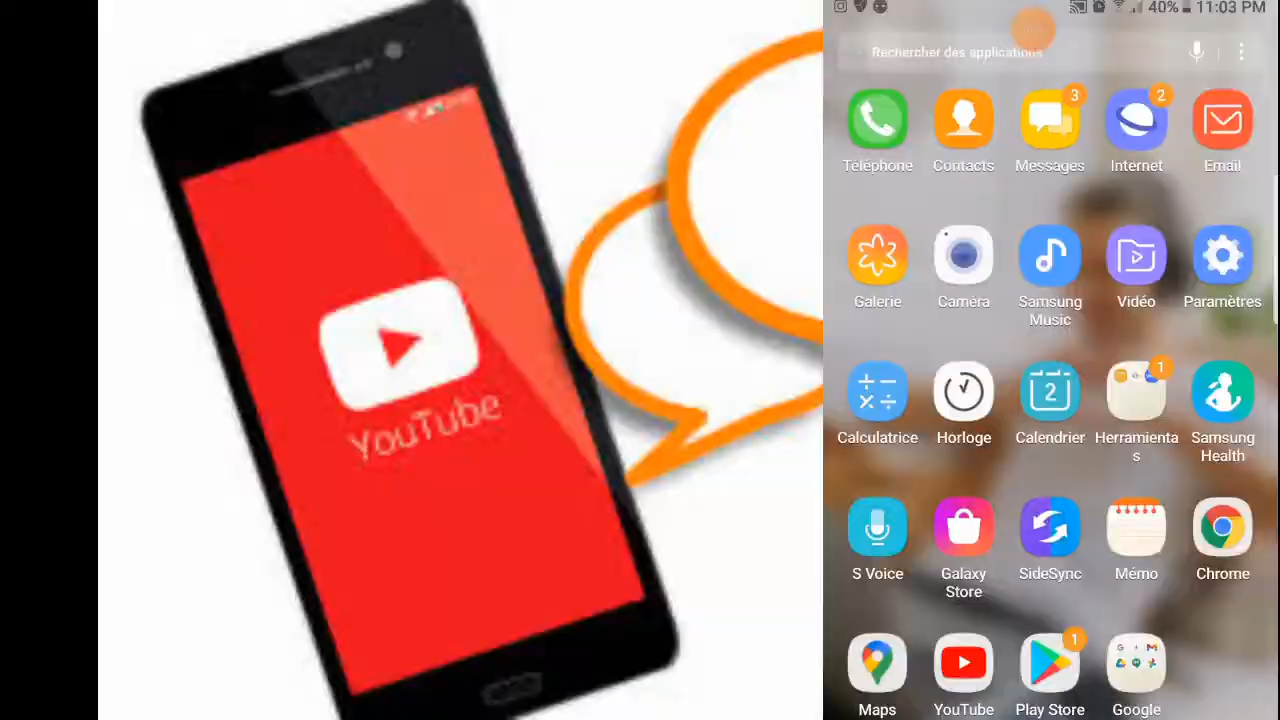 YouTube
40% 11:03 PM
Rechercher des applications
3
2
Téléphone
Contacts
Messages
Internet
Email
Galerie
Caméra
Samsung
Music
Vidéo
Paramètres
2
1
Calculatrice
Horloge
Calendrier
Herramienta
s
Samsung
Health
S Voice
Galaxy
Store
SideSync
Mémo
Chrome
1
Maps
YouTube
Play Store
Google